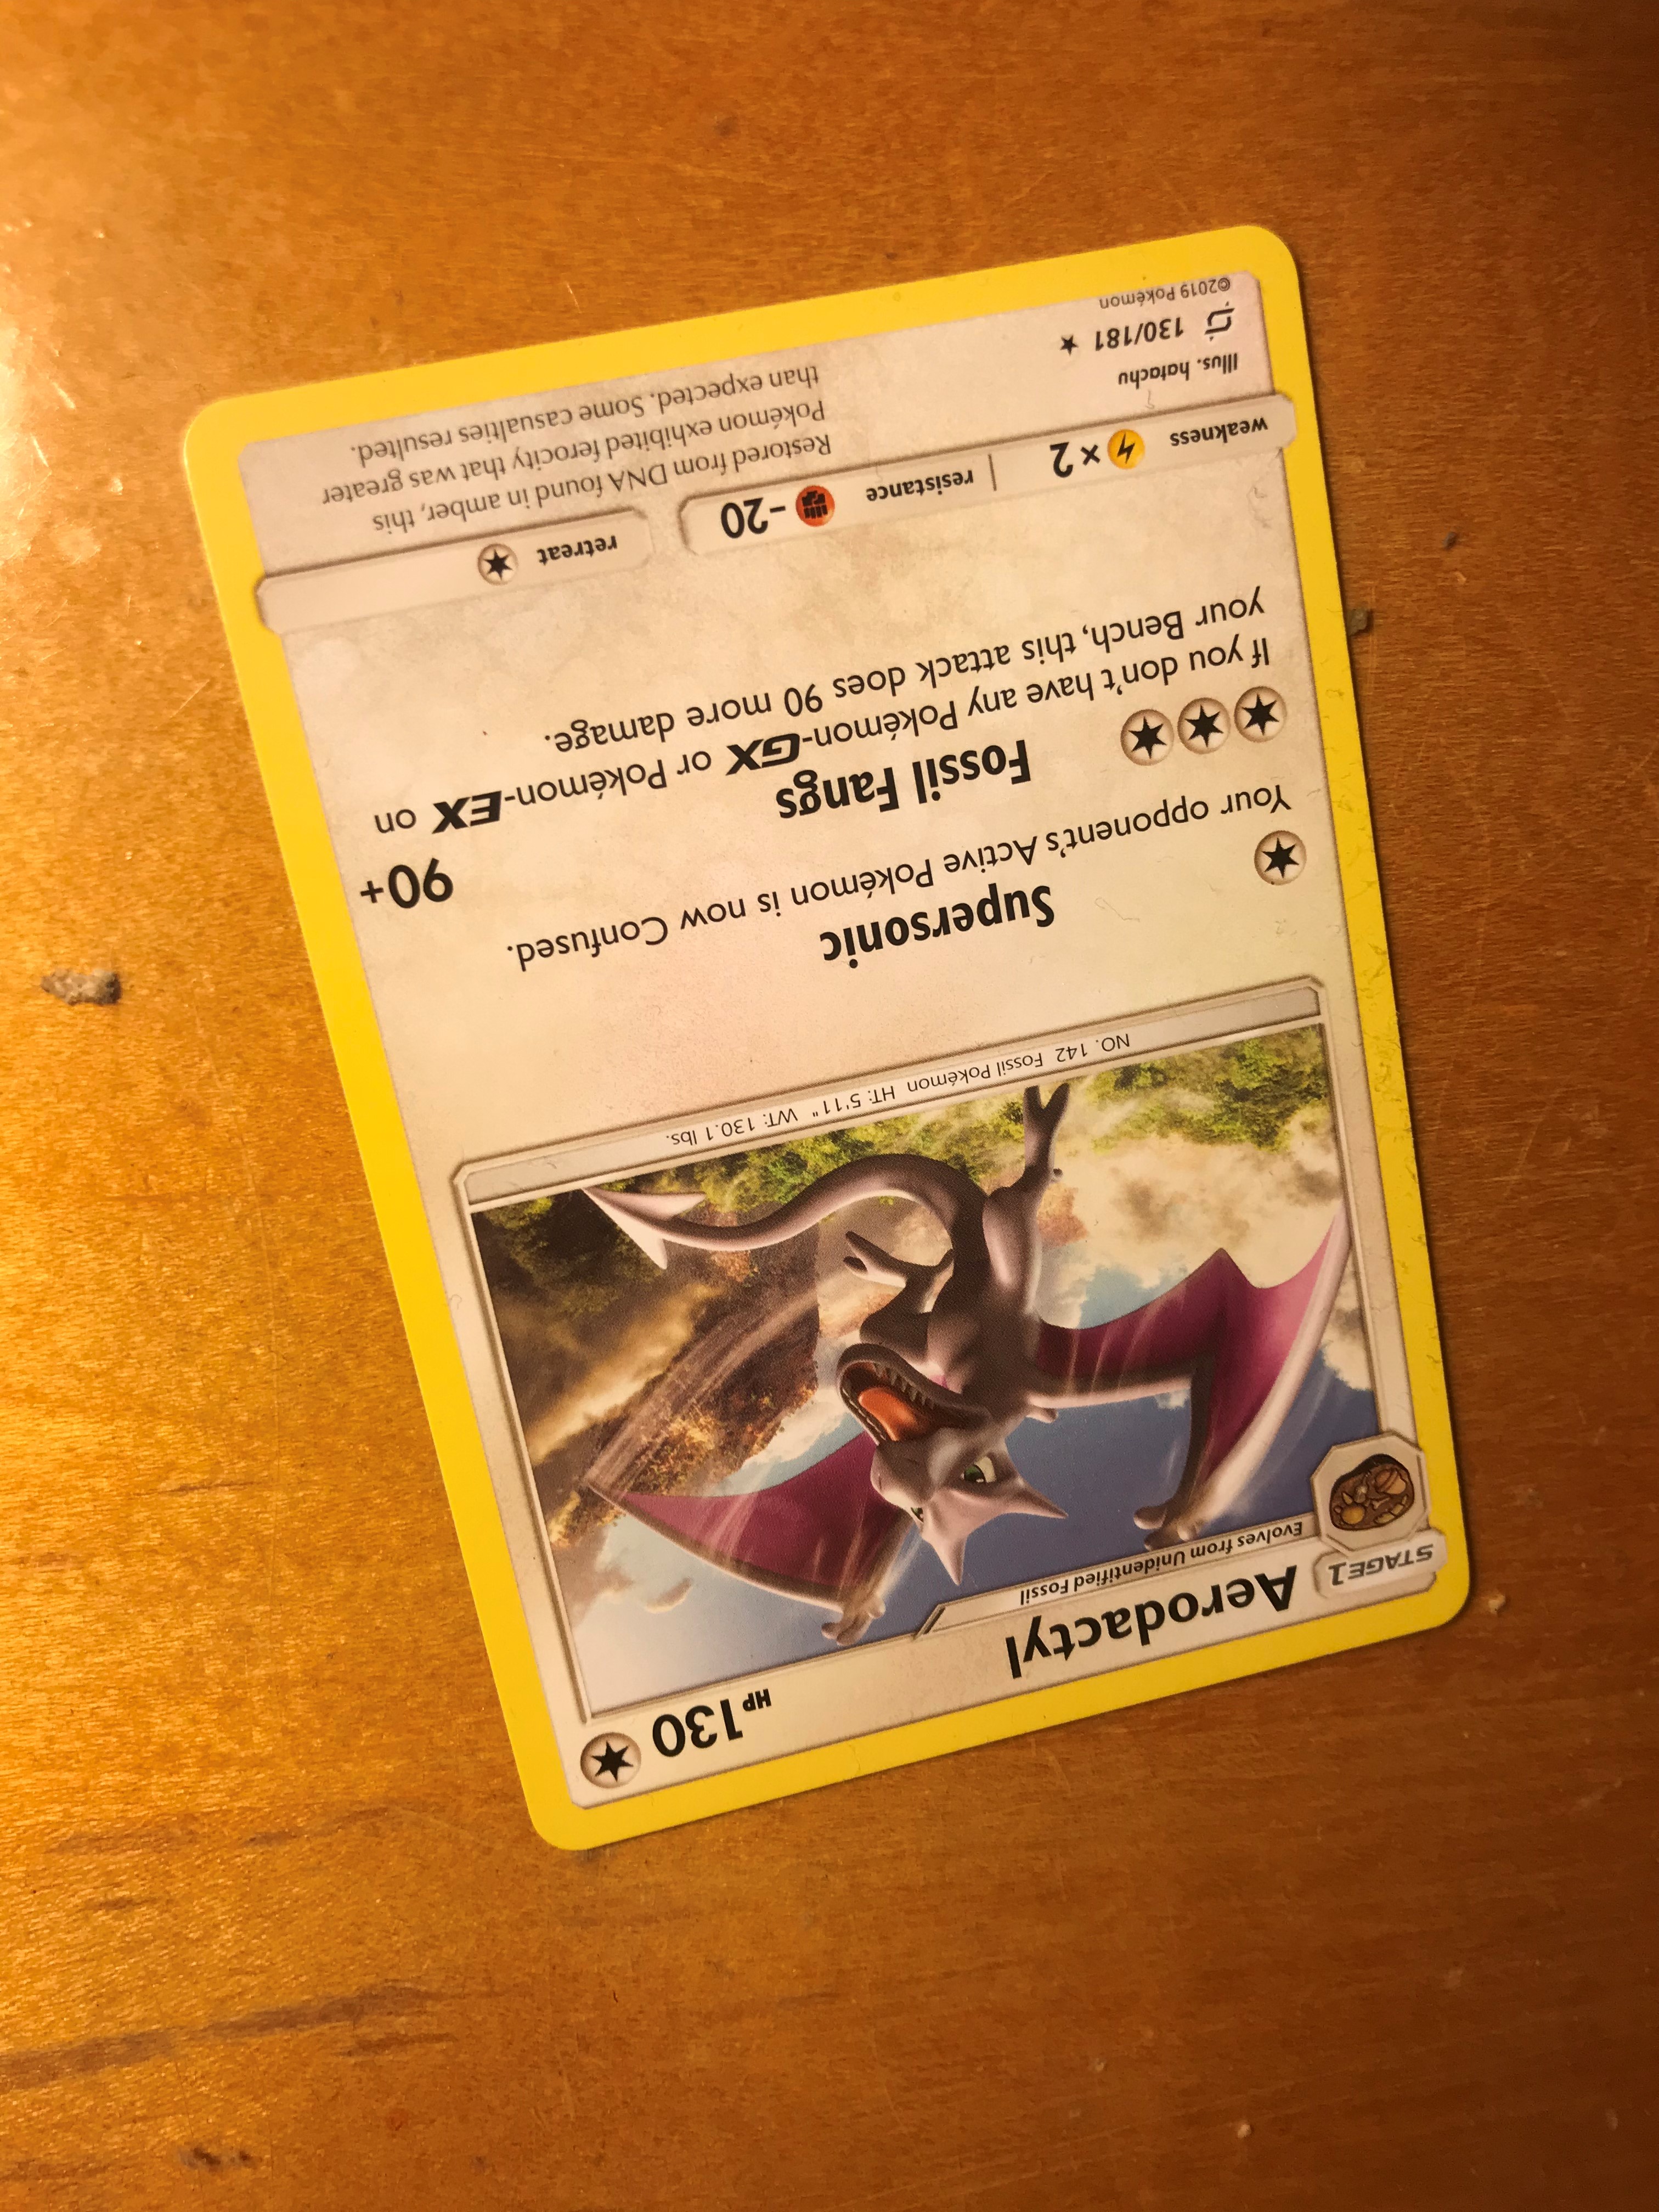 STAGE1
Aerodactyl
HP130
Evolves from Unidentified Fossil
NO. 142 Fossil Pokémon HT: 5'11" WT: 130.1 lbs.
Supersonic
Your opponent's Active Pokémon is now Confused.
Fossil Fangs 90+
If you don't have any Pokémon-GX or Pokémon-EX on
your Bench, this attack does 90 more damage.
weakness ×2 resistance -20 retreat
Illus. hatachu
130/181 ★
©2019 Pokémon
Restored from DNA found in amber, this
Pokémon exhibited ferocity that was greater
than expected. Some casualties resulted.